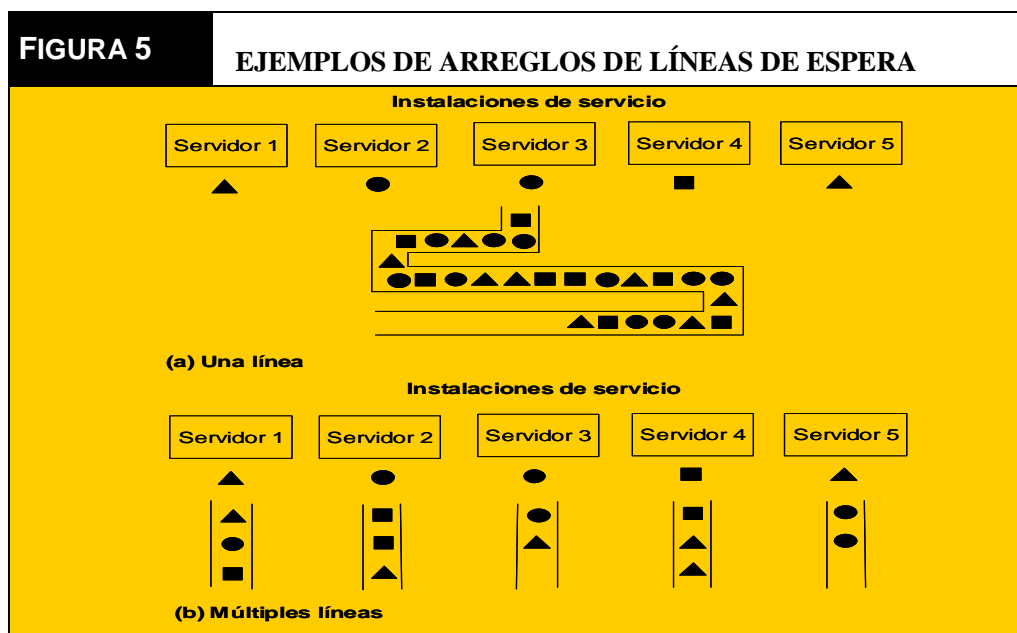 FIGURA 5
EJEMPLOS DE ARREGLOS DE LÍNEAS DE ESPERA
Instalaciones de servicio
Servidor 1 Servidor 2 Servidor 3 Servidor 4 Servidor 5
(a) Una línea
Instalaciones de servicio
Servidor 1 Servidor 2 Servidor 3 Servidor 4 Servidor 5
(b) Múltiples líneas